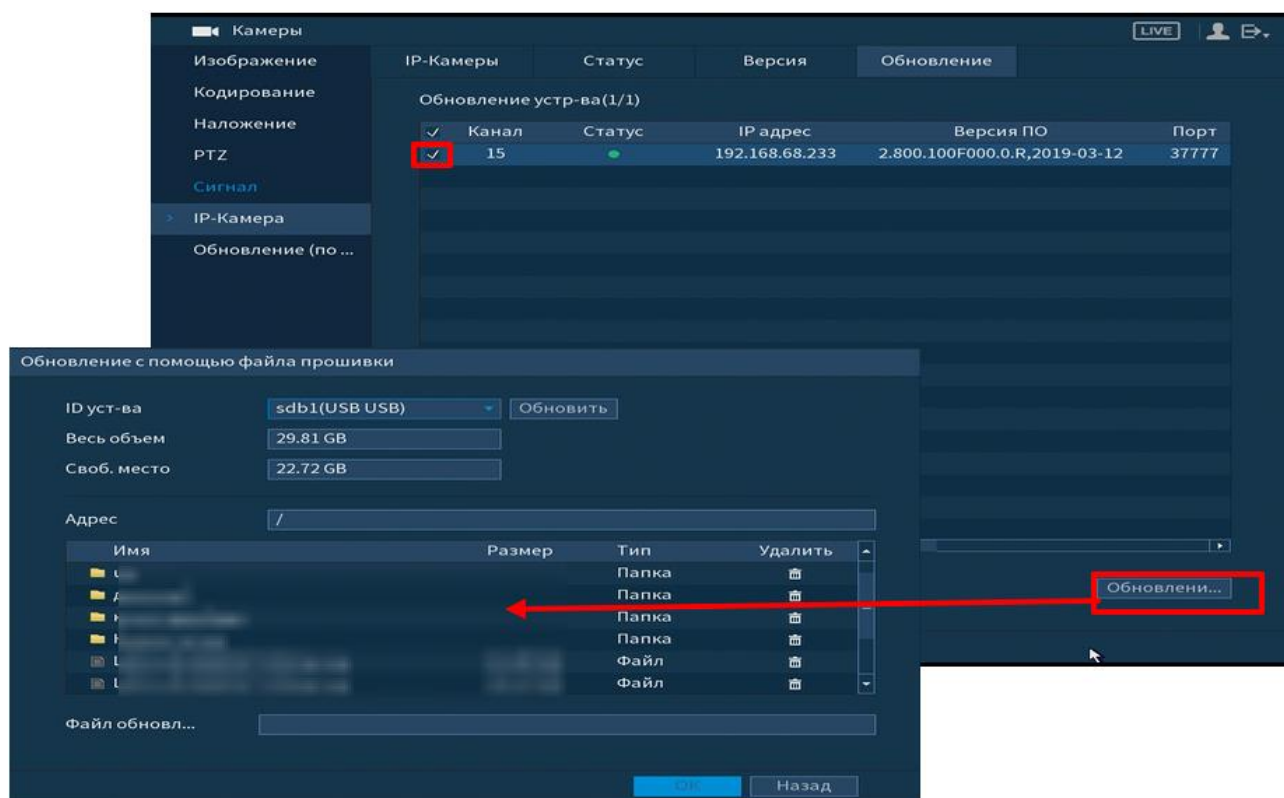 Камеры
LIVE
Изображение
IP-Камеры Статус Версия Обновление
Кодирование
Обновление устр-ва(1/1)
Наложение
Канал Статус IP адрес Версия ПО Порт
PTZ
15 192.168.68.233 2.800.100F000.0.R,2019-03-12 37777
Сигнал
IP-Камера
Обновление (по ...
Обновлени...
Обновление с помощью файла прошивки
ID уст-ва sdb1(USB USB) Обновить
Весь объем 29.81 GB
Своб. место 22.72 GB
Адрес /
Имя Размер Тип Удалить
Папка
Папка
Папка
Папка
Файл
Файл
Файл обновл...
OK Назад